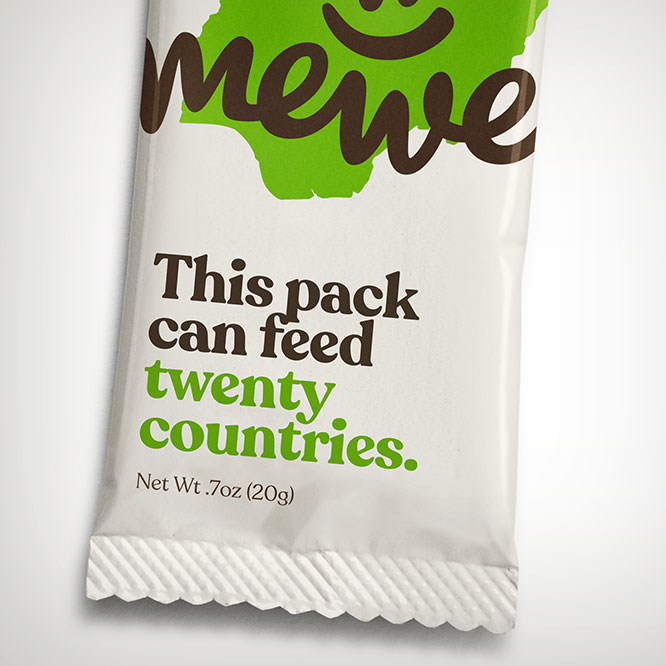 mewe
This pack
can feed
twenty
countries.
Net Wt .7oz (20g)